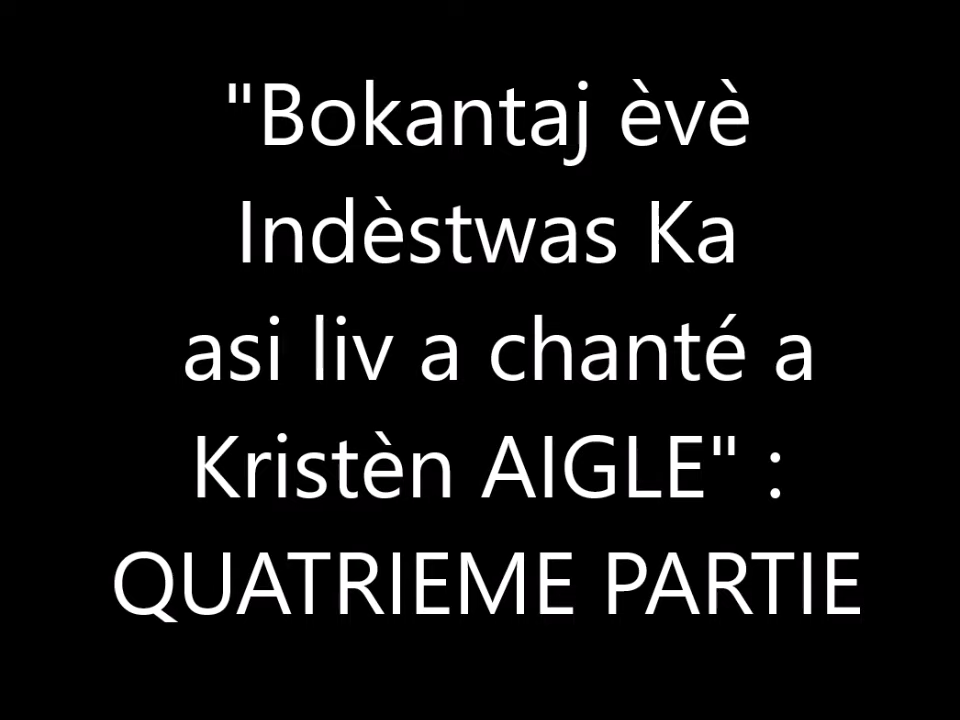 "Bokantaj èvè
Indèstwas Ka
asi liv a chanté a
Kristèn AIGLE" :
QUATRIEME PARTIE